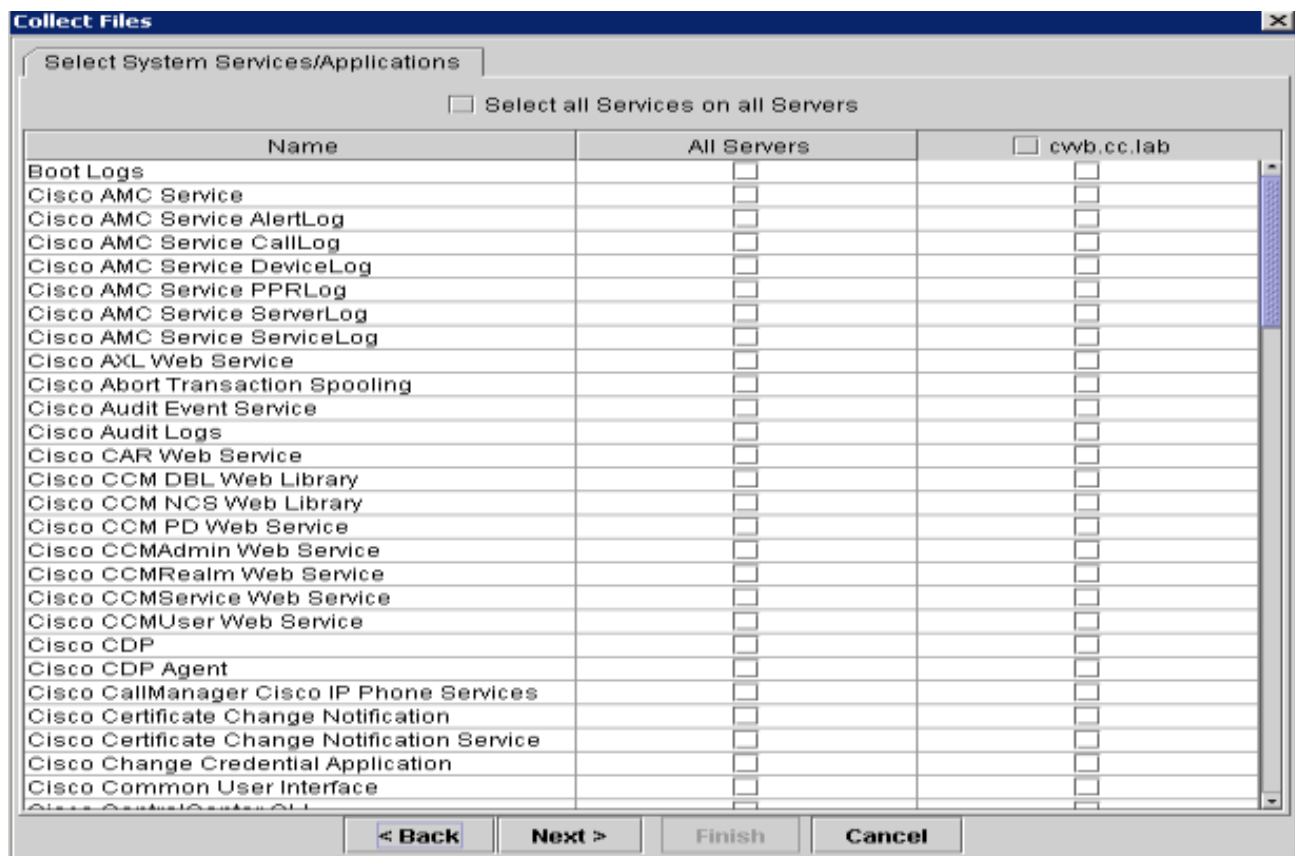 Collect Files
Select System Services/Applications
Select all Services on all Servers
Name All Servers cwb.cc.lab
Boot Logs
Cisco AMC Service
Cisco AMC Service AlertLog
Cisco AMC Service CallLog
Cisco AMC Service DeviceLog
Cisco AMC Service PPRLog
Cisco AMC Service ServerLog
Cisco AMC Service ServiceLog
Cisco AXL Web Service
Cisco Abort Transaction Spooling
Cisco Audit Event Service
Cisco Audit Logs
Cisco CAR Web Service
Cisco CCM DBL Web Library
Cisco CCM NCS Web Library
Cisco CCM PD Web Service
Cisco CCMAdmin Web Service
Cisco CCMRealm Web Service
Cisco CCMService Web Service
Cisco CCMUser Web Service
Cisco CDP
Cisco CDP Agent
Cisco CallManager Cisco IP Phone Services
Cisco Certificate Change Notification
Cisco Certificate Change Notification Service
Cisco Change Credential Application
Cisco Common User Interface
< Back Next > Finish Cancel